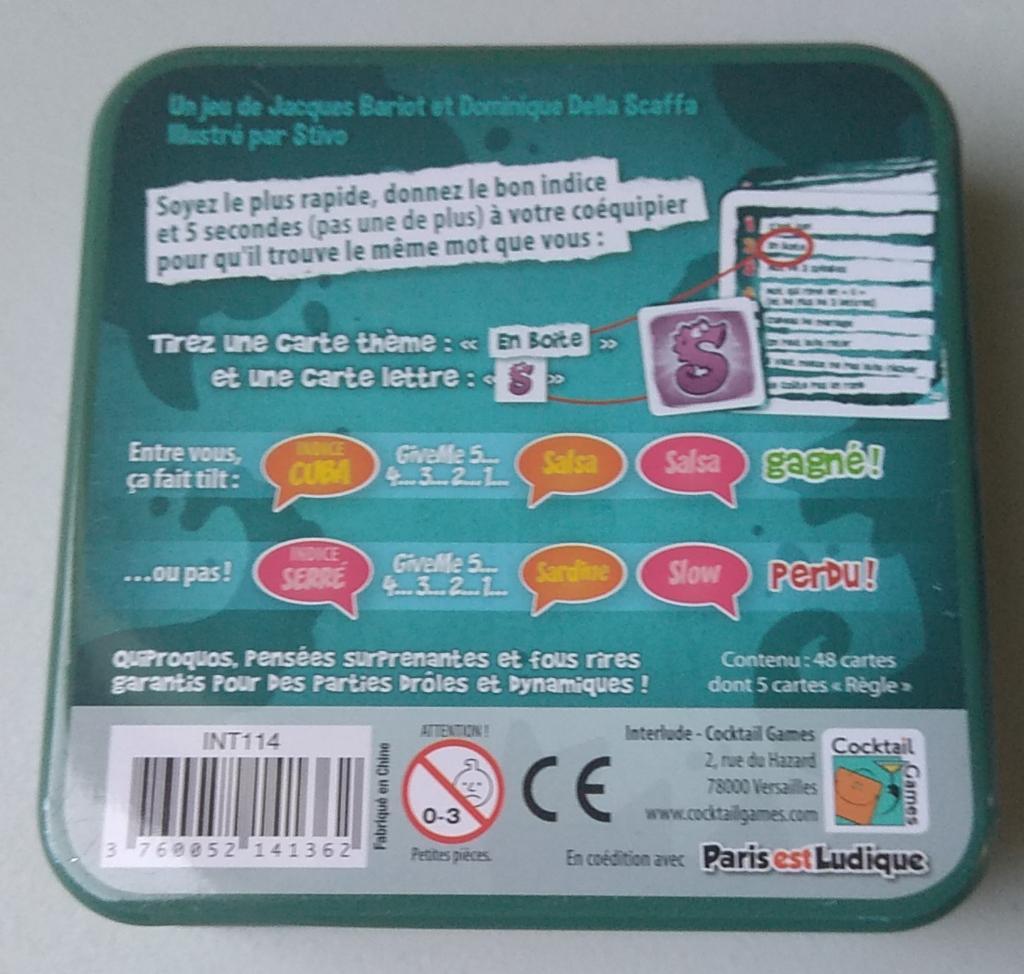 Un jeu de Jacques Bariot et Dominique Della Scaffa
Illustré par Stivo
Soyez le plus rapide, donnez le bon indice
et 5 secondes (pas une de plus) à votre coéquipier
pour qu'il trouve le même mot que vous :
En Boîte
Tirez une carte thème : « En Boîte »
et une carte lettre : « S »
S
Entre vous,
ça fait tilt :
INDICE
CUBA
GiveMe 5...
4... 3... 2... 1...
Salsa
Salsa
gagné !
...ou pas !
INDICE
SERRÉ
GiveMe 5...
4... 3... 2... 1...
Sardine
Slow
Perdu !
Quiproquos, Pensées surprenantes et fous rires
garantis Pour Des Parties Drôles et Dynamiques !
Contenu : 48 cartes
dont 5 cartes « Règle »
INT114
3 760052 141362
Fabriqué en Chine
ATTENTION !
0-3
Petites pièces.
CE
Interlude - Cocktail Games
2, rue du Hazard
78000 Versailles
www.cocktailgames.com
Cocktail
Games
En coédition avec Paris est Ludique